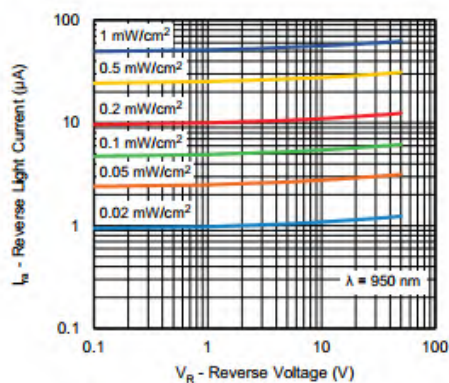 100
1 mW/cm²
0.5 mW/cm²
0.2 mW/cm²
10
0.1 mW/cm²
0.05 mW/cm²
0.02 mW/cm²
1
λ = 950 nm
0.1
0.1 1 10 100
V_R - Reverse Voltage (V)
I_ra - Reverse Light Current (μA)